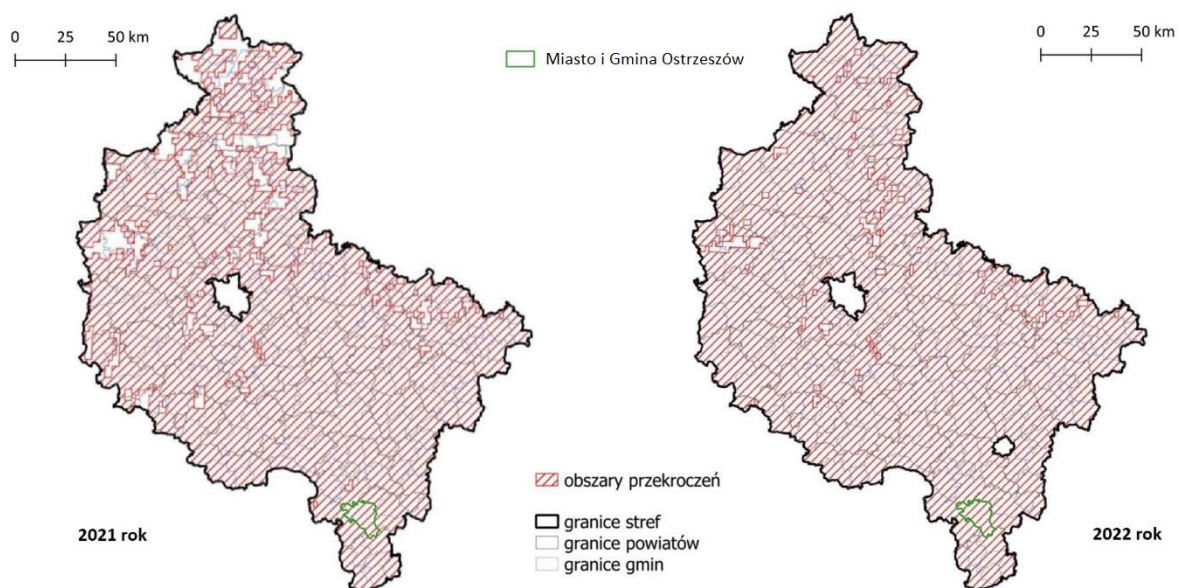 0 25 50 km
Miasto i Gmina Ostrzeszów
0 25 50 km
obszary przekroczeń
granice stref
granice powiatów
granice gmin
2021 rok
2022 rok